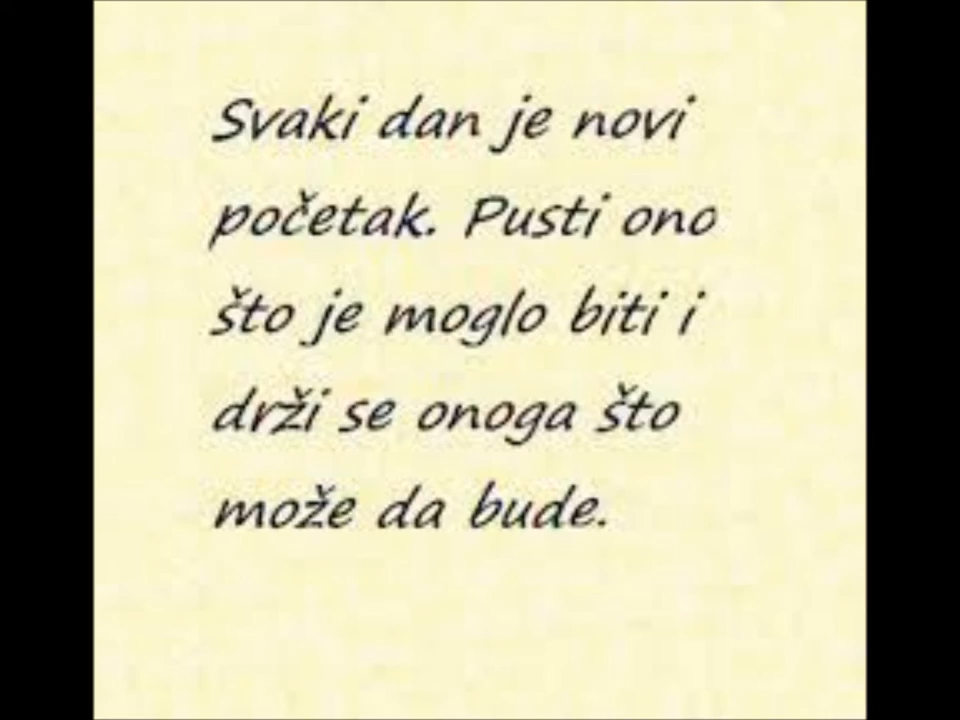 Svaki dan je novi
početak. Pusti ono
što je moglo biti i
drži se onoga što
može da bude.